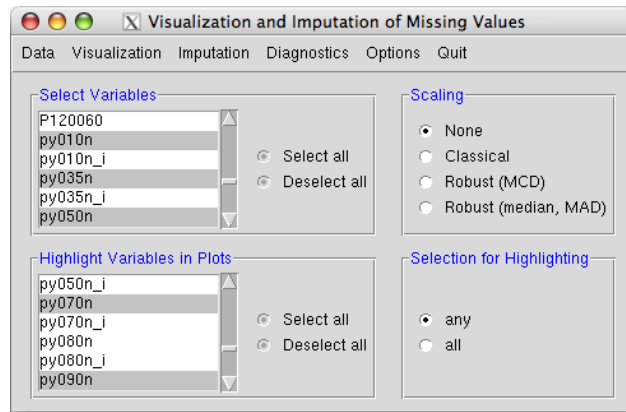 Visualization and Imputation of Missing Values
Data Visualization Imputation Diagnostics Options Quit
Select Variables
P120060
py010n
py010n_i
py035n
py035n_i
py050n
Select all
Deselect all
Scaling
None
Classical
Robust (MCD)
Robust (median, MAD)
Highlight Variables in Plots
py050n_i
py070n
py070n_i
py080n
py080n_i
py090n
Select all
Deselect all
Selection for Highlighting
any
all